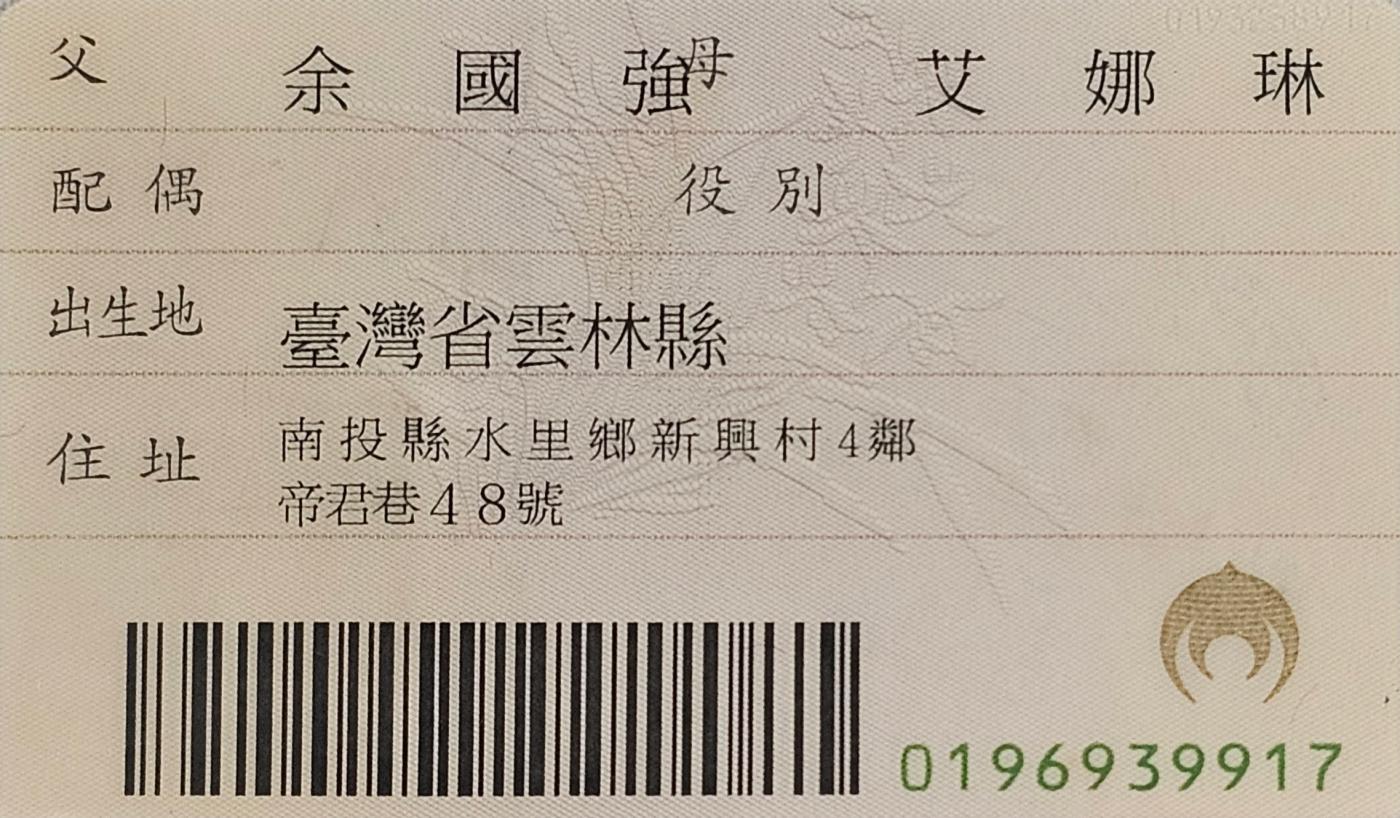 父 余國強 母 艾娜琳
配偶 役別
出生地 臺灣省雲林縣
住址 南投縣水里鄉新興村4鄰
帝君巷48號
0196939917